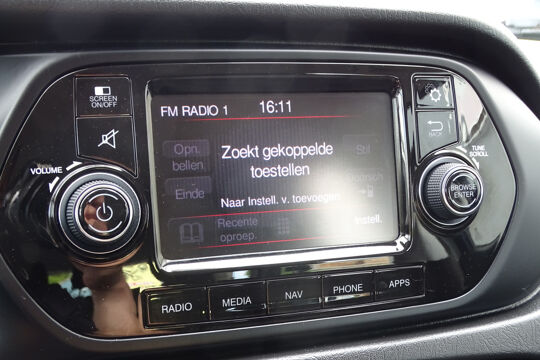 SCREEN
ON/OFF
FM RADIO 1 16:11
BACK
Opn.
bellen
Zoekt gekoppelde
toestellen
Stil
VOLUME
TUNE
SCROLL
BROWSE
ENTER
Einde
Naar Instell. v. toevoegen
Recente
oproep.
Instell.
RADIO
MEDIA
NAV
PHONE
APPS